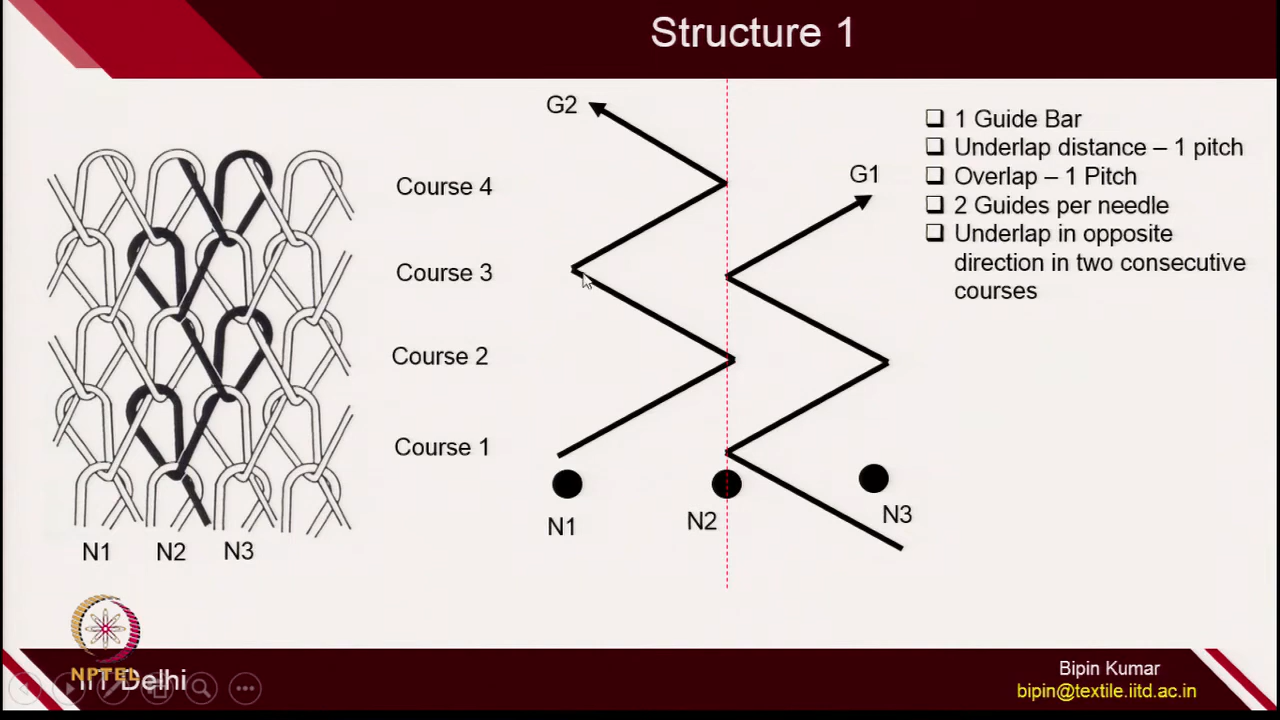 Structure 1
G2
G1
Course 4
Course 3
Course 2
Course 1
N1
N2
N3
N1
N2
N3
❑ 1 Guide Bar
❑ Underlap distance – 1 pitch
❑ Overlap – 1 Pitch
❑ 2 Guides per needle
❑ Underlap in opposite
direction in two consecutive
courses
NPTEL
IIT Delhi
Bipin Kumar
bipin@textile.iitd.ac.in